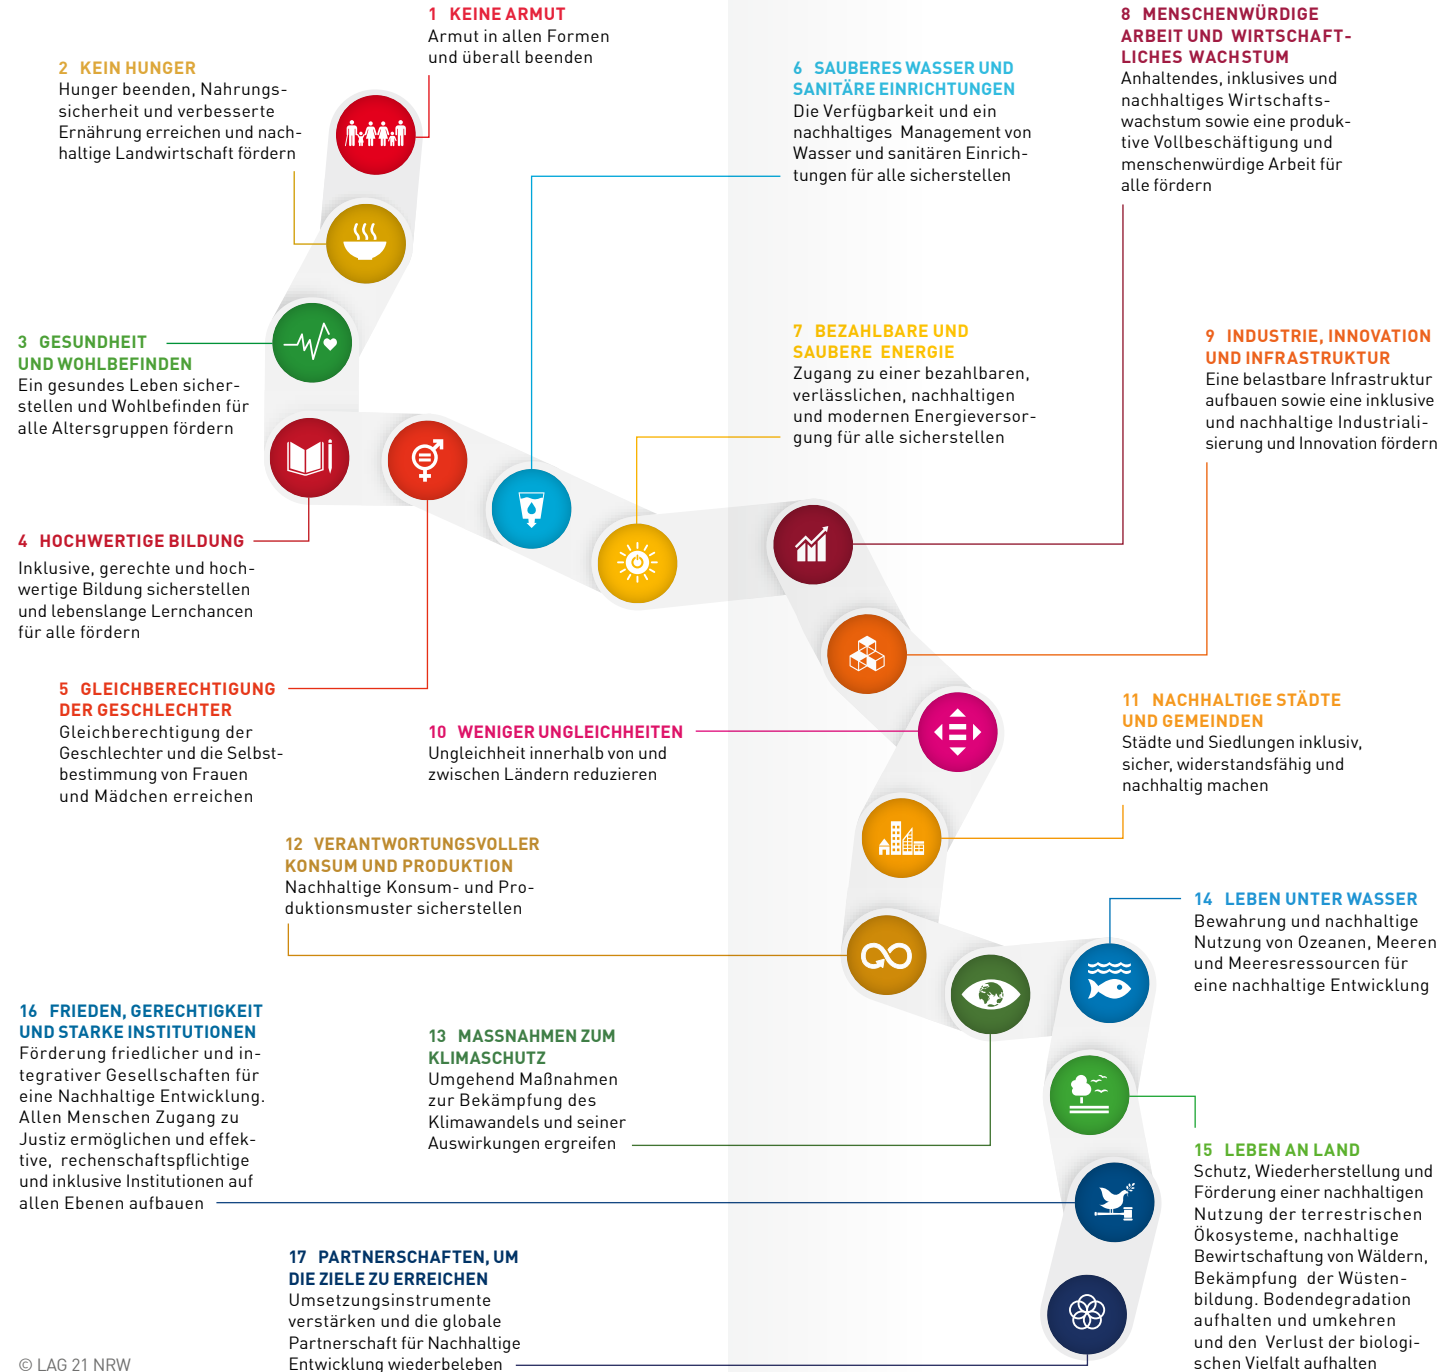 1 KEINE ARMUT
Armut in allen Formen
und überall beenden
2 KEIN HUNGER
Hunger beenden, Nahrungs-
sicherheit und verbesserte
Ernährung erreichen und nach-
haltige Landwirtschaft fördern
3 GESUNDHEIT
UND WOHLBEFINDEN
Ein gesundes Leben sicher-
stellen und Wohlbefinden für
alle Altersgruppen fördern
4 HOCHWERTIGE BILDUNG
Inklusive, gerechte und hoch-
wertige Bildung sicherstellen
und lebenslange Lernchancen
für alle fördern
5 GLEICHBERECHTIGUNG
DER GESCHLECHTER
Gleichberechtigung der
Geschlechter und die Selbst-
bestimmung von Frauen
und Mädchen erreichen
6 SAUBERES WASSER UND
SANITÄRE EINRICHTUNGEN
Die Verfügbarkeit und ein
nachhaltiges Management von
Wasser und sanitären Einrich-
tungen für alle sicherstellen
7 BEZAHLBARE UND
SAUBERE ENERGIE
Zugang zu einer bezahlbaren,
verlässlichen, nachhaltigen
und modernen Energieversor-
gung für alle sicherstellen
8 MENSCHENWÜRDIGE
ARBEIT UND WIRTSCHAFT-
LICHES WACHSTUM
Anhaltendes, inklusives und
nachhaltiges Wirtschafts-
wachstum sowie eine produk-
tive Vollbeschäftigung und
menschenwürdige Arbeit für
alle fördern
9 INDUSTRIE, INNOVATION
UND INFRASTRUKTUR
Eine belastbare Infrastruktur
aufbauen sowie eine inklusive
und nachhaltige Industriali-
sierung und Innovation fördern
10 WENIGER UNGLEICHHEITEN
Ungleichheit innerhalb von und
zwischen Ländern reduzieren
11 NACHHALTIGE STÄDTE
UND GEMEINDEN
Städte und Siedlungen inklusiv,
sicher, widerstandsfähig und
nachhaltig machen
12 VERANTWORTUNGSVOLLER
KONSUM UND PRODUKTION
Nachhaltige Konsum- und Pro-
duktionsmuster sicherstellen
13 MASSNAHMEN ZUM
KLIMASCHUTZ
Umgehend Maßnahmen
zur Bekämpfung des
Klimawandels und seiner
Auswirkungen ergreifen
14 LEBEN UNTER WASSER
Bewahrung und nachhaltige
Nutzung von Ozeanen, Meeren
und Meeresressourcen für
eine nachhaltige Entwicklung
15 LEBEN AN LAND
Schutz, Wiederherstellung und
Förderung einer nachhaltigen
Nutzung der terrestrischen
Ökosysteme, nachhaltige
Bewirtschaftung von Wäldern,
Bekämpfung der Wüsten-
bildung. Bodendegradation
aufhalten und umkehren
und den Verlust der biologi-
schen Vielfalt aufhalten
16 FRIEDEN, GERECHTIGKEIT
UND STARKE INSTITUTIONEN
Förderung friedlicher und in-
tegrativer Gesellschaften für
eine Nachhaltige Entwicklung.
Allen Menschen Zugang zu
Justiz ermöglichen und effek-
tive, rechenschaftspflichtige
und inklusive Institutionen auf
allen Ebenen aufbauen
17 PARTNERSCHAFTEN, UM
DIE ZIELE ZU ERREICHEN
Umsetzungsinstrumente
verstärken und die globale
Partnerschaft für Nachhaltige
Entwicklung wiederbeleben
© LAG 21 NRW